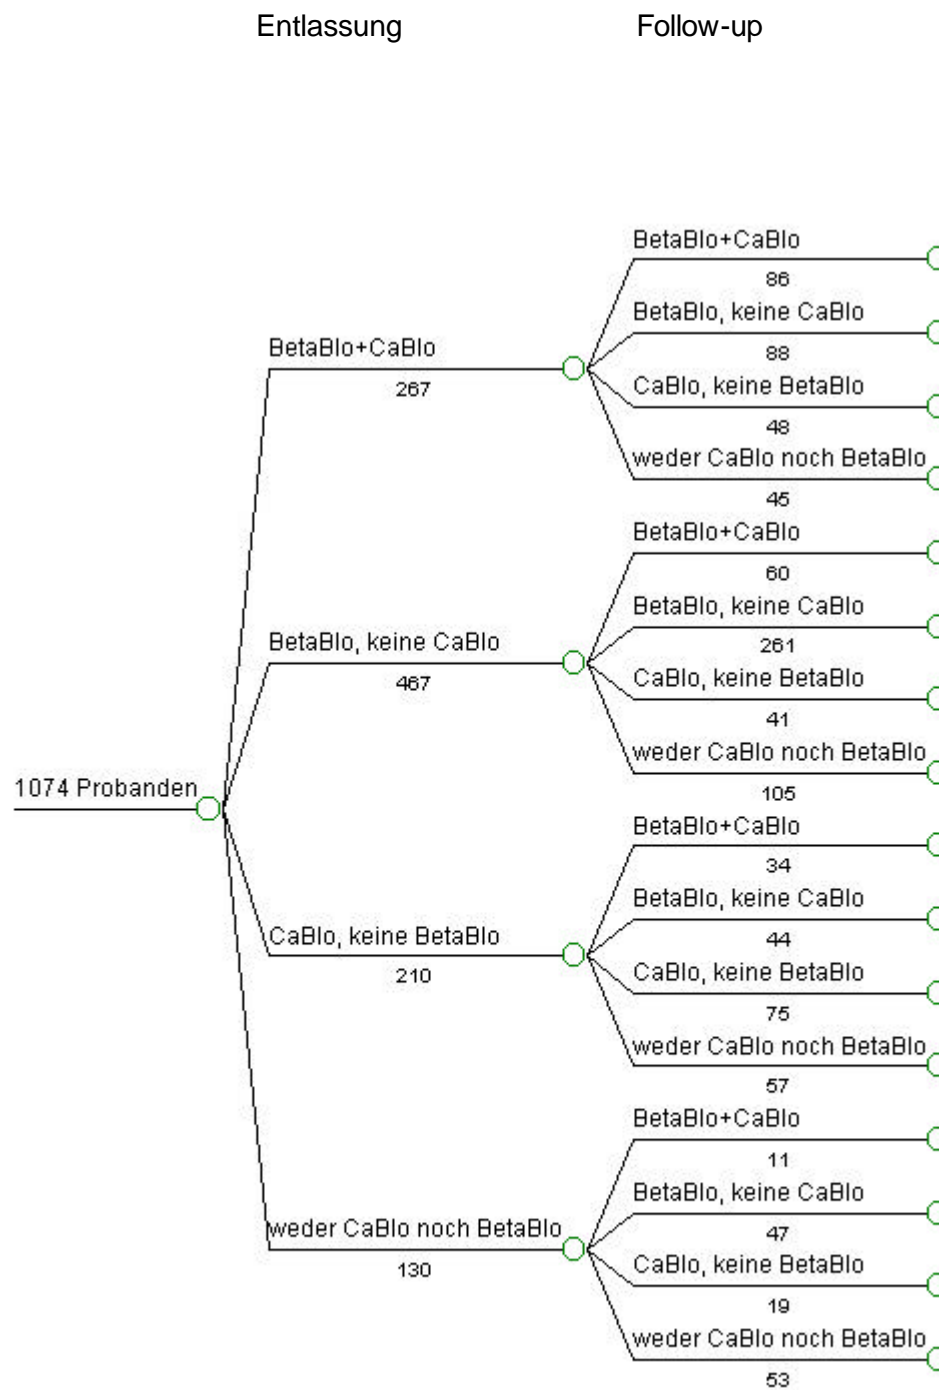 Entlassung Follow-up
BetaBlo+CaBlo
86
BetaBlo, keine CaBlo
88
CaBlo, keine BetaBlo
48
weder CaBlo noch BetaBlo
45
BetaBlo+CaBlo
267
BetaBlo+CaBlo
60
BetaBlo, keine CaBlo
261
CaBlo, keine BetaBlo
41
weder CaBlo noch BetaBlo
105
BetaBlo, keine CaBlo
467
1074 Probanden
BetaBlo+CaBlo
34
BetaBlo, keine CaBlo
44
CaBlo, keine BetaBlo
75
weder CaBlo noch BetaBlo
57
CaBlo, keine BetaBlo
210
BetaBlo+CaBlo
11
BetaBlo, keine CaBlo
47
CaBlo, keine BetaBlo
19
weder CaBlo noch BetaBlo
53
weder CaBlo noch BetaBlo
130